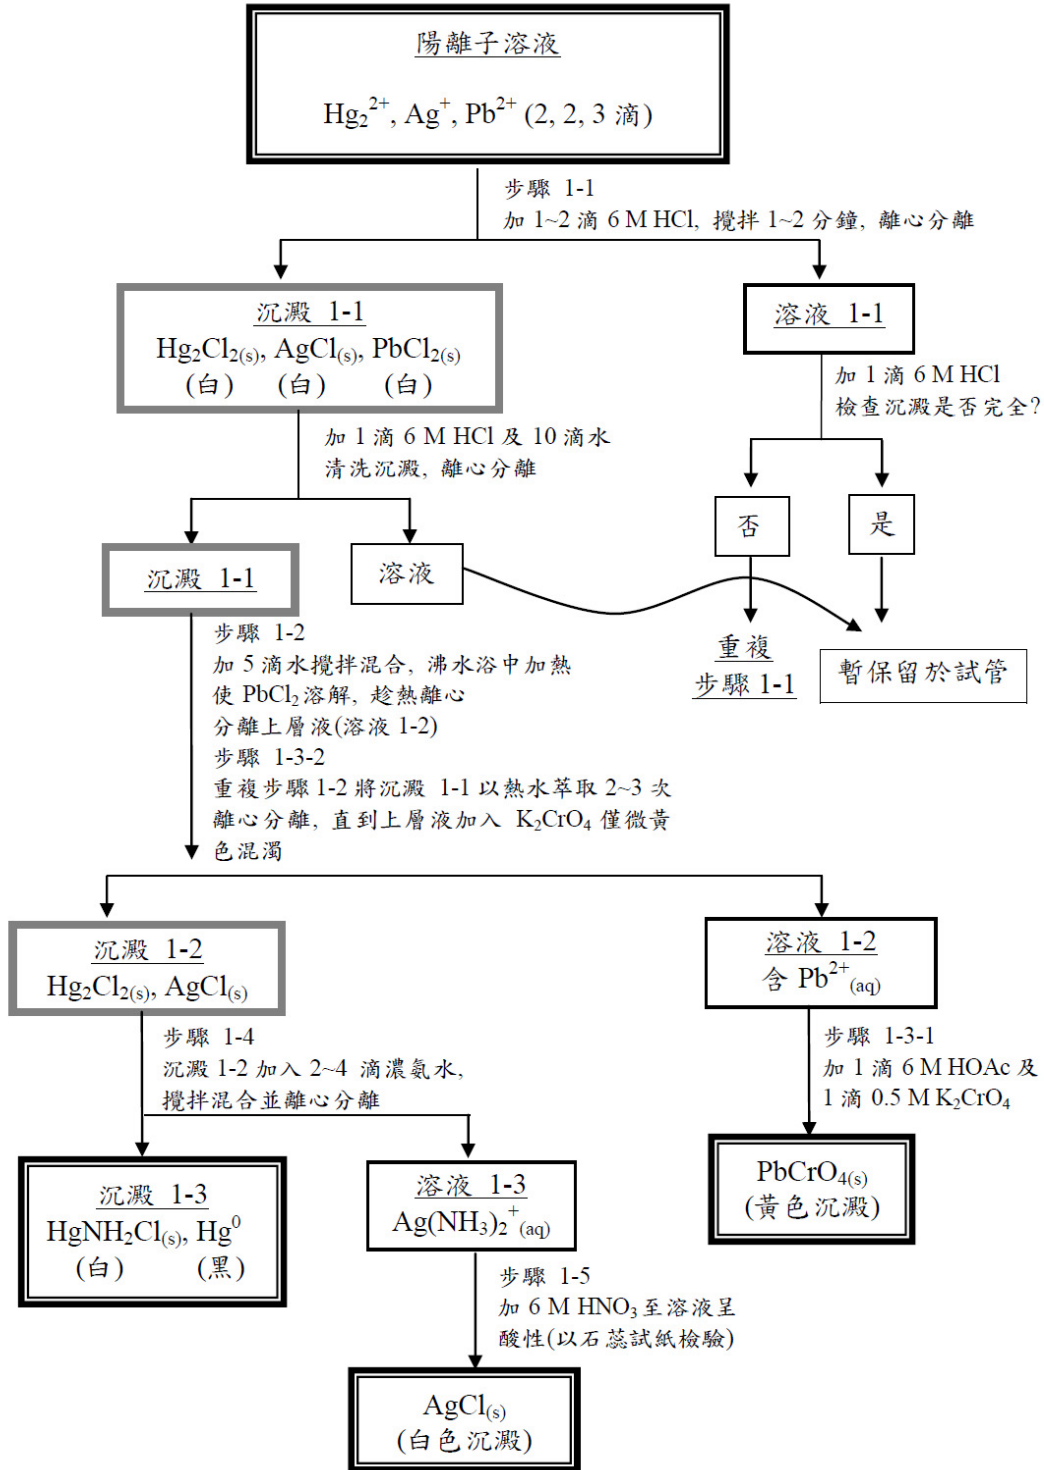 陽離子溶液
Hg₂²⁺, Ag⁺, Pb²⁺ (2, 2, 3 滴)
步驟 1-1
加 1~2 滴 6 M HCl, 攪拌 1~2 分鐘, 離心分離
沉澱 1-1
Hg₂Cl₂(s), AgCl(s), PbCl₂(s)
(白) (白) (白)
溶液 1-1
加 1 滴 6 M HCl
檢查沉澱是否完全?
加 1 滴 6 M HCl 及 10 滴水
清洗沉澱, 離心分離
否
是
沉澱 1-1
溶液
重複
步驟 1-1
暫保留於試管
步驟 1-2
加 5 滴水攪拌混合, 沸水浴中加熱
使 PbCl₂ 溶解, 趁熱離心
分離上層液(溶液 1-2)
步驟 1-3-2
重複步驟 1-2 將沉澱 1-1 以熱水萃取 2~3 次
離心分離, 直到上層液加入 K₂CrO₄ 僅微黃
色混濁
沉澱 1-2
Hg₂Cl₂(s), AgCl(s)
溶液 1-2
含 Pb²⁺(aq)
步驟 1-4
沉澱 1-2 加入 2~4 滴濃氨水,
攪拌混合並離心分離
步驟 1-3-1
加 1 滴 6 M HOAc 及
1 滴 0.5 M K₂CrO₄
沉澱 1-3
HgNH₂Cl(s), Hg⁰
(白) (黑)
溶液 1-3
Ag(NH₃)₂⁺(aq)
PbCrO₄(s)
(黃色沉澱)
步驟 1-5
加 6 M HNO₃ 至溶液呈
酸性(以石蕊試紙檢驗)
AgCl(s)
(白色沉澱)